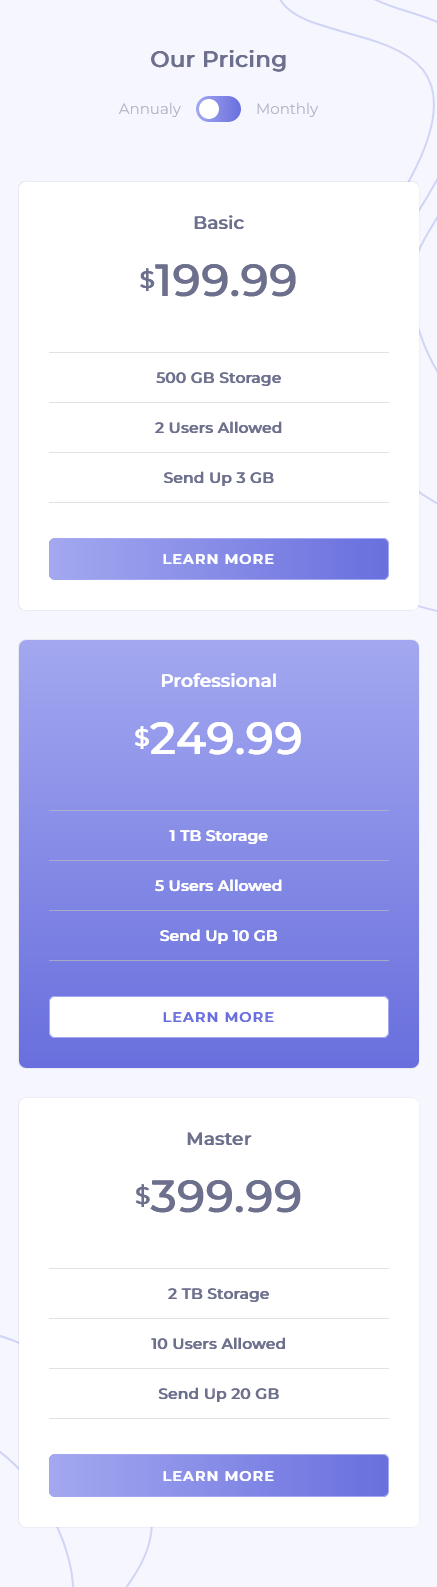 Our Pricing
Annualy Monthly
Basic
$199.99
500 GB Storage
2 Users Allowed
Send Up 3 GB
LEARN MORE
Professional
$249.99
1 TB Storage
5 Users Allowed
Send Up 10 GB
LEARN MORE
Master
$399.99
2 TB Storage
10 Users Allowed
Send Up 20 GB
LEARN MORE